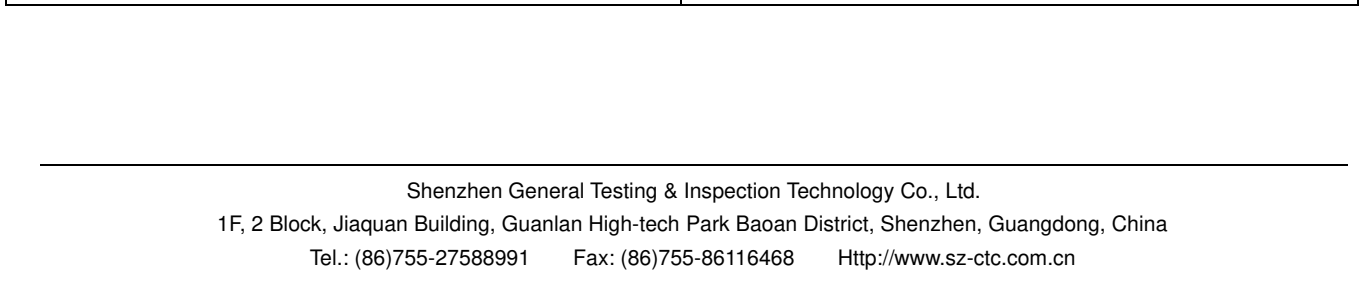 Shenzhen General Testing & Inspection Technology Co., Ltd.
1F, 2 Block, Jiaquan Building, Guanlan High-tech Park Baoan District, Shenzhen, Guangdong, China
Tel.: (86)755-27588991 Fax: (86)755-86116468 Http://www.sz-ctc.com.cn